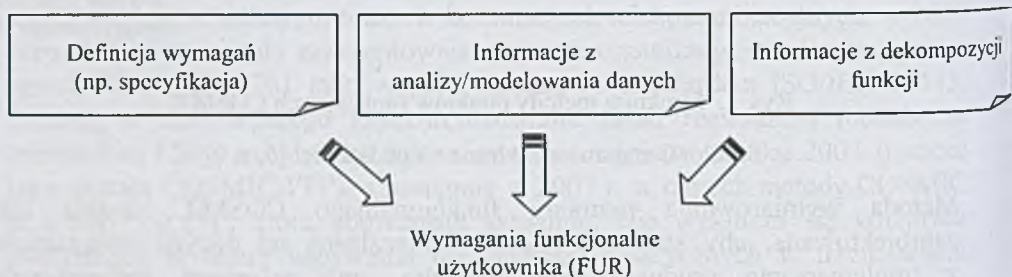 Definicja wymagań
(np. specyfikacja)
Informacje z
analizy/modelowania danych
Informacje z dekompozycji
funkcji
Wymagania funkcjonalne
użytkownika (FUR)